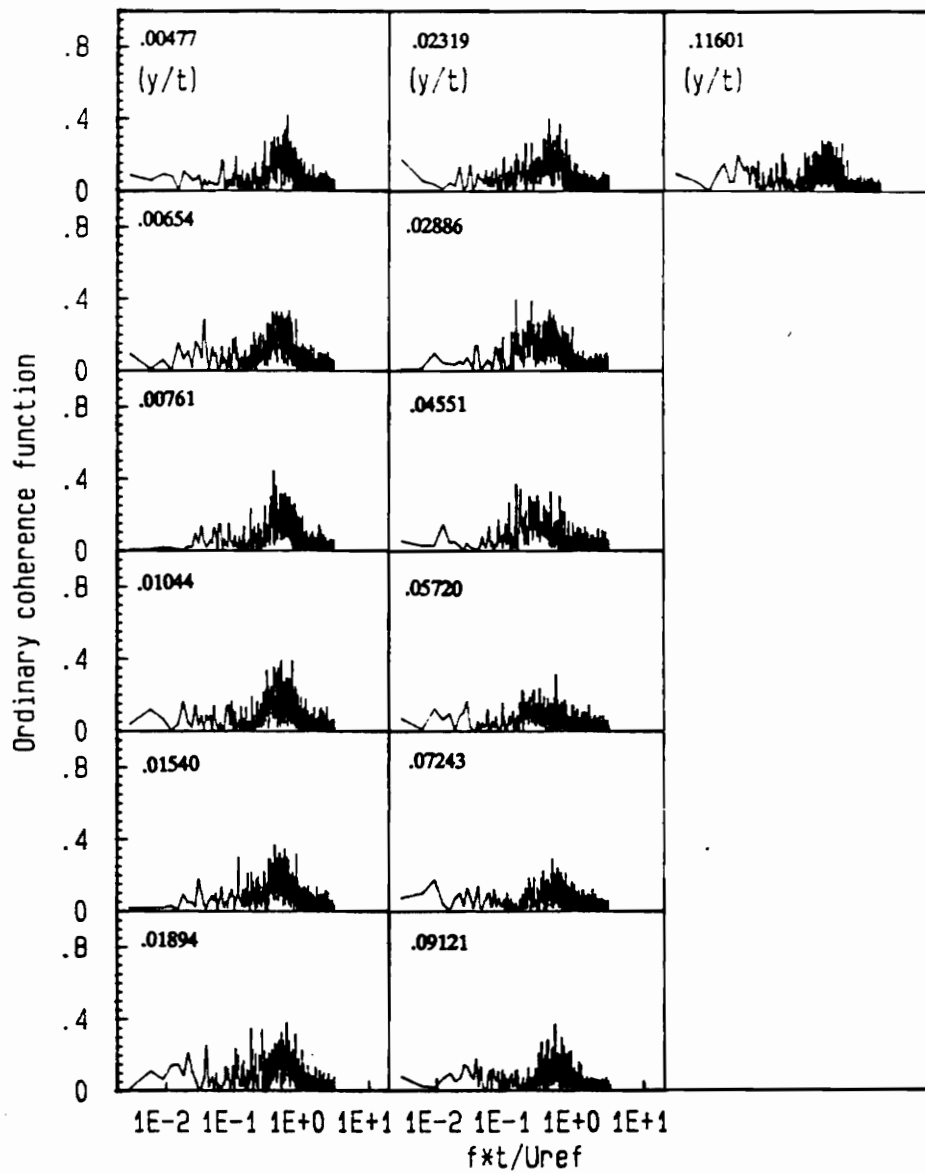 .8 .00477 .02319 .11601
(y/t) (y/t) (y/t)
.4
0
.8 .00654 .02886
.4
0
.8 .00761 .04551
.4
0
.8 .01044 .05720
.4
0
.8 .01540 .07243
.4
0
.8 .01894 .09121
.4
0
Ordinary coherence function
1E-2 1E-1 1E+0 1E+1 1E-2 1E-1 1E+0 1E+1
f*t/Uref